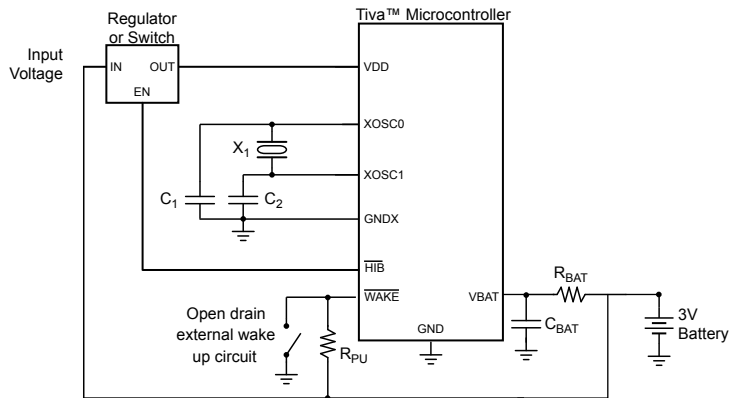 Tiva™ Microcontroller
Regulator
or Switch
Input
Voltage
IN
OUT
EN
VDD
XOSC0
X1
XOSC1
C1
C2
GNDX
HIB
WAKE
VBAT
RBAT
Open drain
external wake
up circuit
RPU
GND
CBAT
3V
Battery